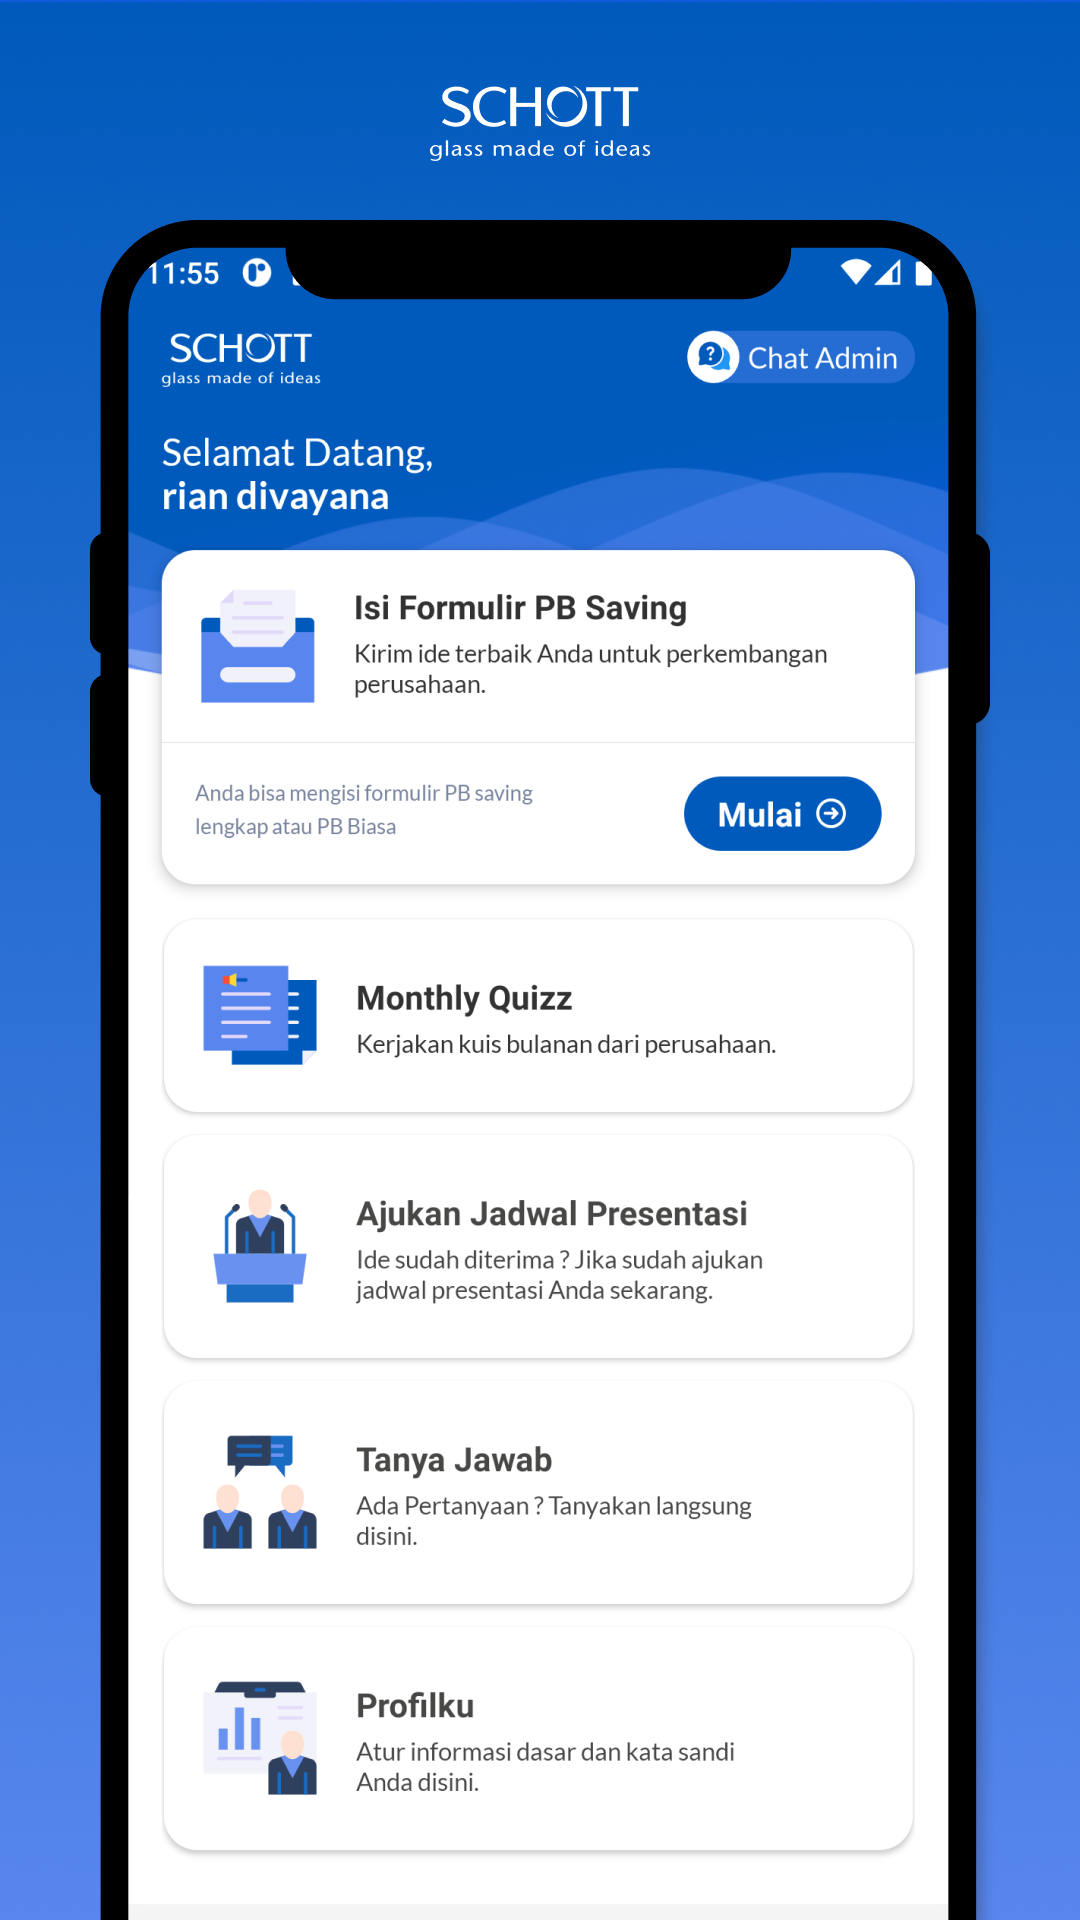 SCHOTT
glass made of ideas
11:55
SCHOTT
glass made of ideas
? Chat Admin
Selamat Datang,
rian divayana
Isi Formulir PB Saving
Kirim ide terbaik Anda untuk perkembangan
perusahaan.
Anda bisa mengisi formulir PB saving
lengkap atau PB Biasa
Mulai
Monthly Quizz
Kerjakan kuis bulanan dari perusahaan.
Ajukan Jadwal Presentasi
Ide sudah diterima ? Jika sudah ajukan
jadwal presentasi Anda sekarang.
Tanya Jawab
Ada Pertanyaan ? Tanyakan langsung
disini.
Profilku
Atur informasi dasar dan kata sandi
Anda disini.